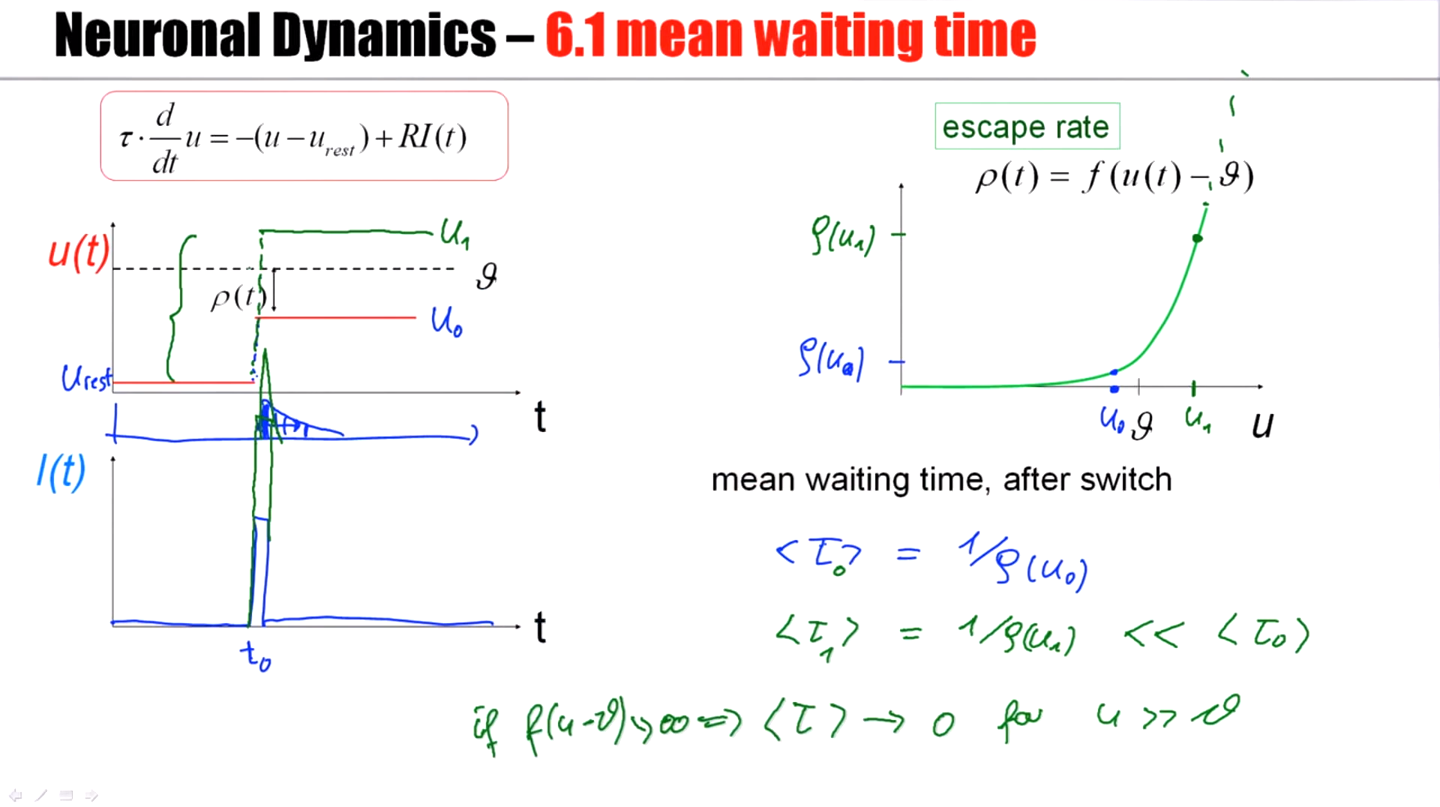 Neuronal Dynamics – 6.1 mean waiting time
τ · d/dt u = −(u − u_rest) + RI(t)
escape rate
ρ(t) = f(u(t) − ϑ)
u(t)
u₁
ϑ
ρ(t)
u₀
u_rest
t
I(t)
t
t₀
ρ(u₁)
ρ(u₀)
u₀ ϑ u₁ u
mean waiting time, after switch
<τ₀> = 1/ρ(u₀)
<τ₁> = 1/ρ(u₁) << <τ₀>
if f(u-ϑ) → ∞ => <τ> → 0 for u >> ϑ